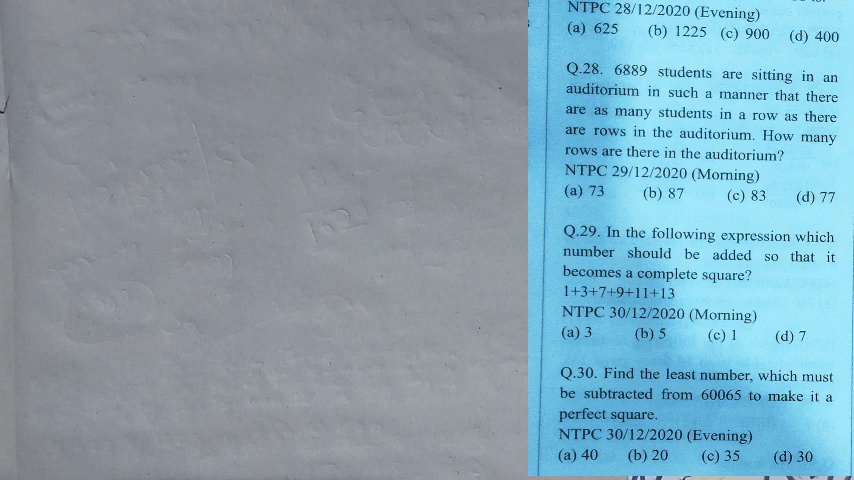 NTPC 28/12/2020 (Evening)
(a) 625 (b) 1225 (c) 900 (d) 400
Q.28. 6889 students are sitting in an
auditorium in such a manner that there
are as many students in a row as there
are rows in the auditorium. How many
rows are there in the auditorium?
NTPC 29/12/2020 (Morning)
(a) 73 (b) 87 (c) 83 (d) 77
Q.29. In the following expression which
number should be added so that it
becomes a complete square?
1+3+7+9+11+13
NTPC 30/12/2020 (Morning)
(a) 3 (b) 5 (c) 1 (d) 7
Q.30. Find the least number, which must
be subtracted from 60065 to make it a
perfect square.
NTPC 30/12/2020 (Evening)
(a) 40 (b) 20 (c) 35 (d) 30